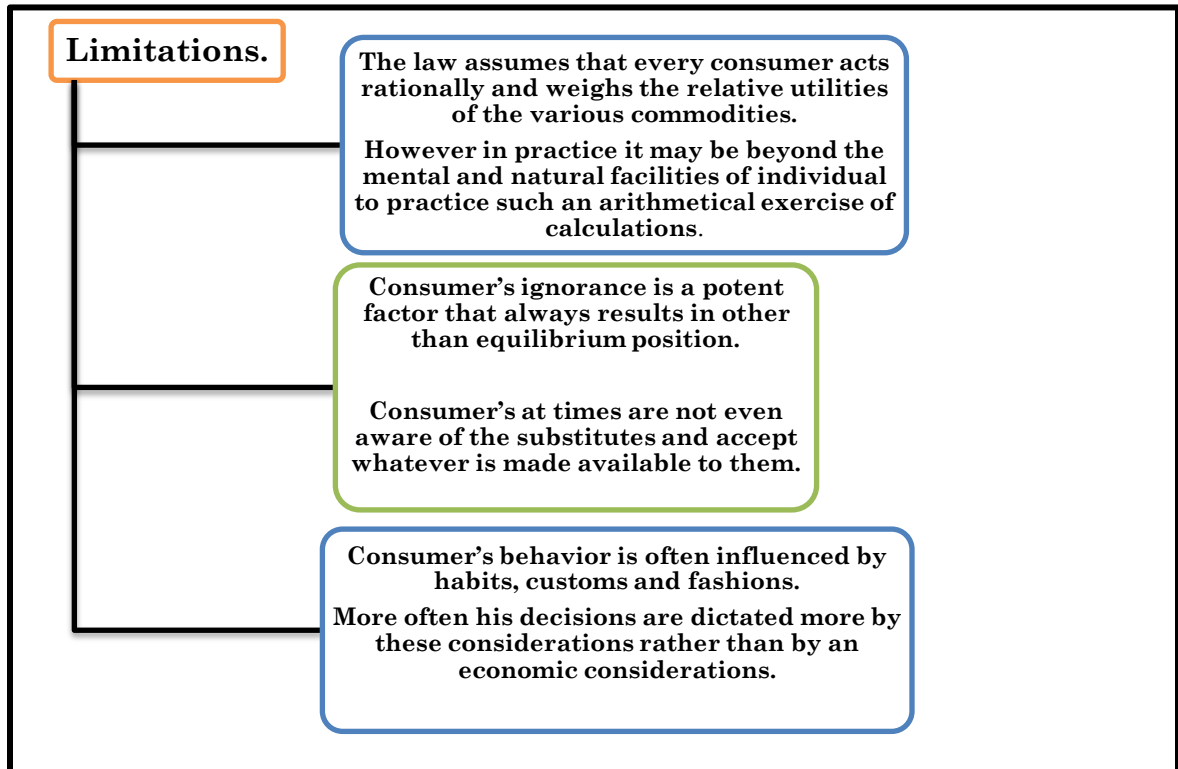 Limitations.
The law assumes that every consumer acts
rationally and weighs the relative utilities
of the various commodities.
However in practice it may be beyond the
mental and natural facilities of individual
to practice such an arithmetical exercise of
calculations.
Consumer’s ignorance is a potent
factor that always results in other
than equilibrium position.
Consumer’s at times are not even
aware of the substitutes and accept
whatever is made available to them.
Consumer’s behavior is often influenced by
habits, customs and fashions.
More often his decisions are dictated more by
these considerations rather than by an
economic considerations.